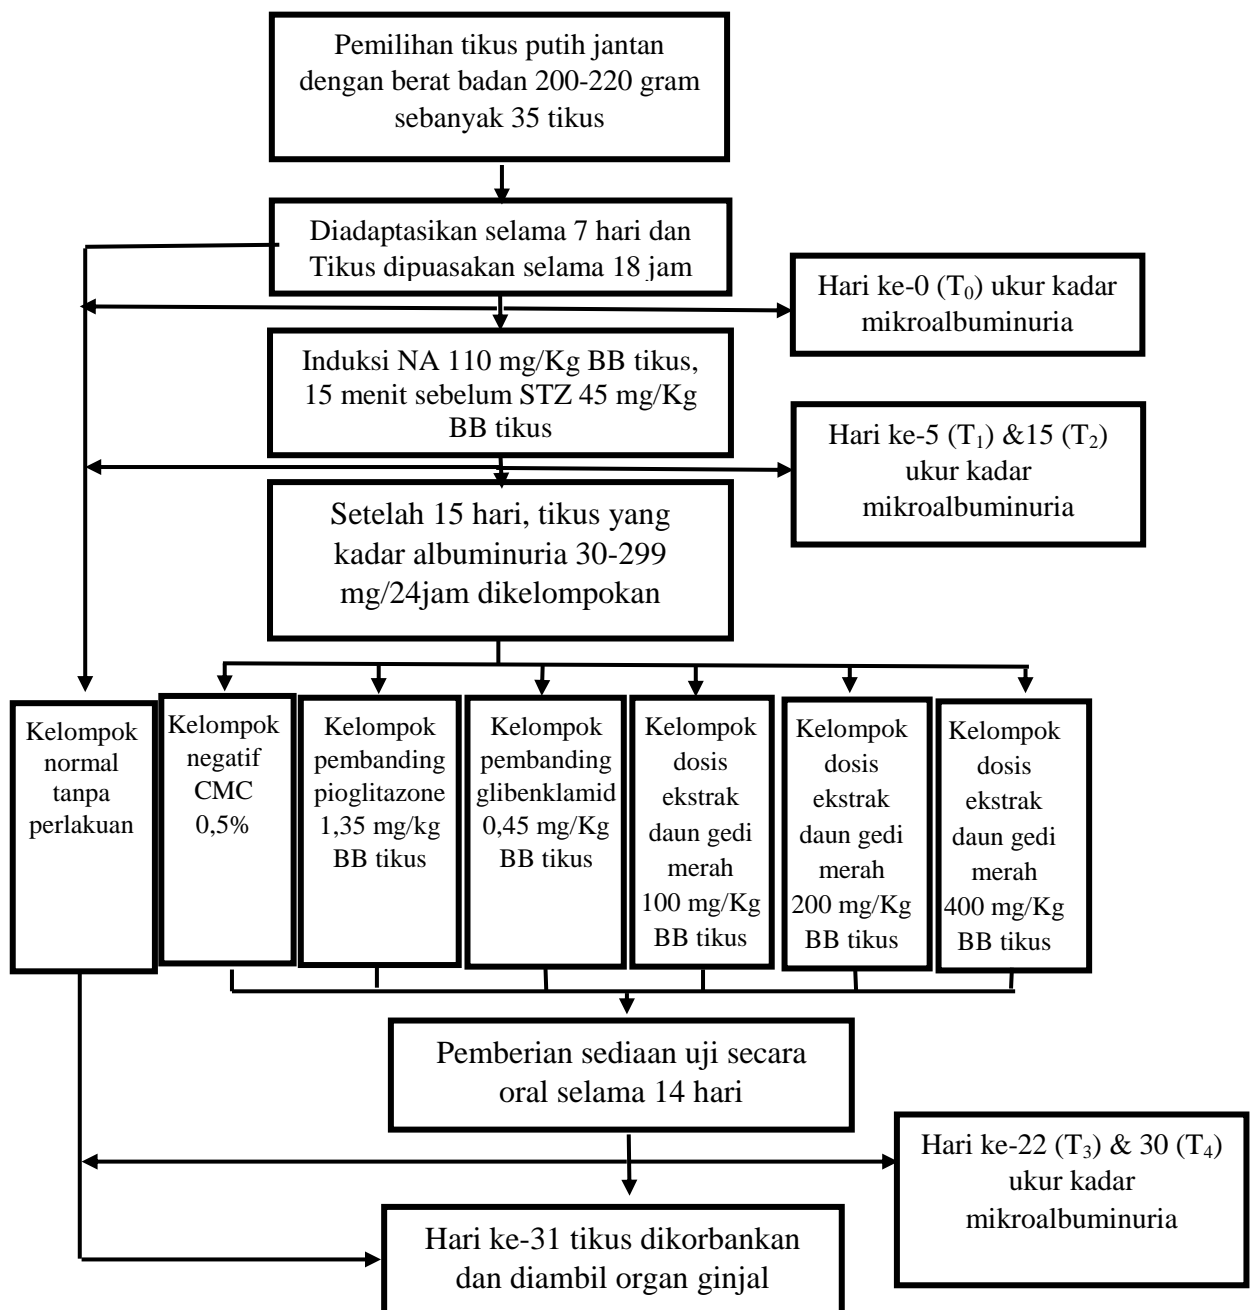 Pemilihan tikus putih jantan
dengan berat badan 200-220 gram
sebanyak 35 tikus
Diadaptasikan selama 7 hari dan
Tikus dipuasakan selama 18 jam
Hari ke-0 (T₀) ukur kadar
mikroalbuminuria
Induksi NA 110 mg/Kg BB tikus,
15 menit sebelum STZ 45 mg/Kg
BB tikus
Hari ke-5 (T₁) &15 (T₂)
ukur kadar
mikroalbuminuria
Setelah 15 hari, tikus yang
kadar albuminuria 30-299
mg/24jam dikelompokan
Kelompok
normal
tanpa
perlakuan
Kelompok
negatif
CMC
0,5%
Kelompok
pembanding
pioglitazone
1,35 mg/kg
BB tikus
Kelompok
pembanding
glibenklamid
0,45 mg/Kg
BB tikus
Kelompok
dosis
ekstrak
daun gedi
merah
100 mg/Kg
BB tikus
Kelompok
dosis
ekstrak
daun gedi
merah
200 mg/Kg
BB tikus
Kelompok
dosis
ekstrak
daun gedi
merah
400 mg/Kg
BB tikus
Pemberian sediaan uji secara
oral selama 14 hari
Hari ke-22 (T₃) & 30 (T₄)
ukur kadar
mikroalbuminuria
Hari ke-31 tikus dikorbankan
dan diambil organ ginjal